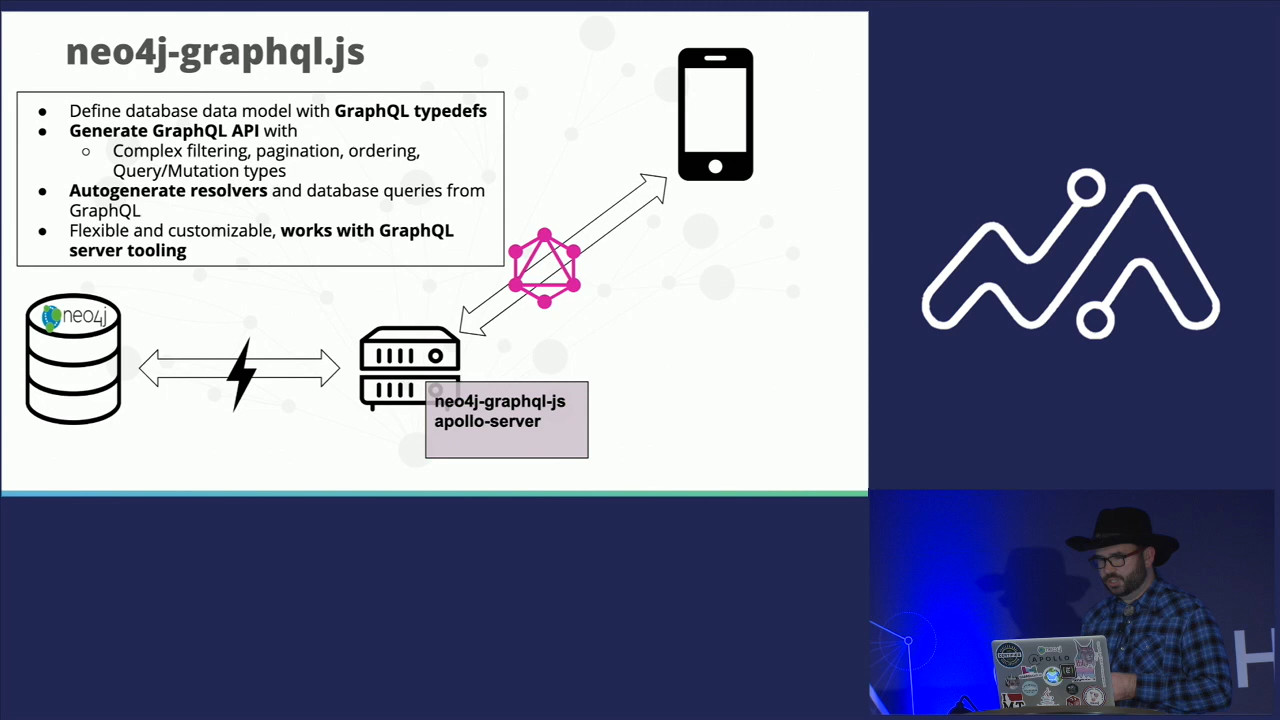 neo4j-graphql.js
● Define database data model with GraphQL typedefs
● Generate GraphQL API with
○ Complex filtering, pagination, ordering,
Query/Mutation types
● Autogenerate resolvers and database queries from
GraphQL
● Flexible and customizable, works with GraphQL
server tooling
neo4j
neo4j-graphql-js
apollo-server
neo4j
APOLLO
H